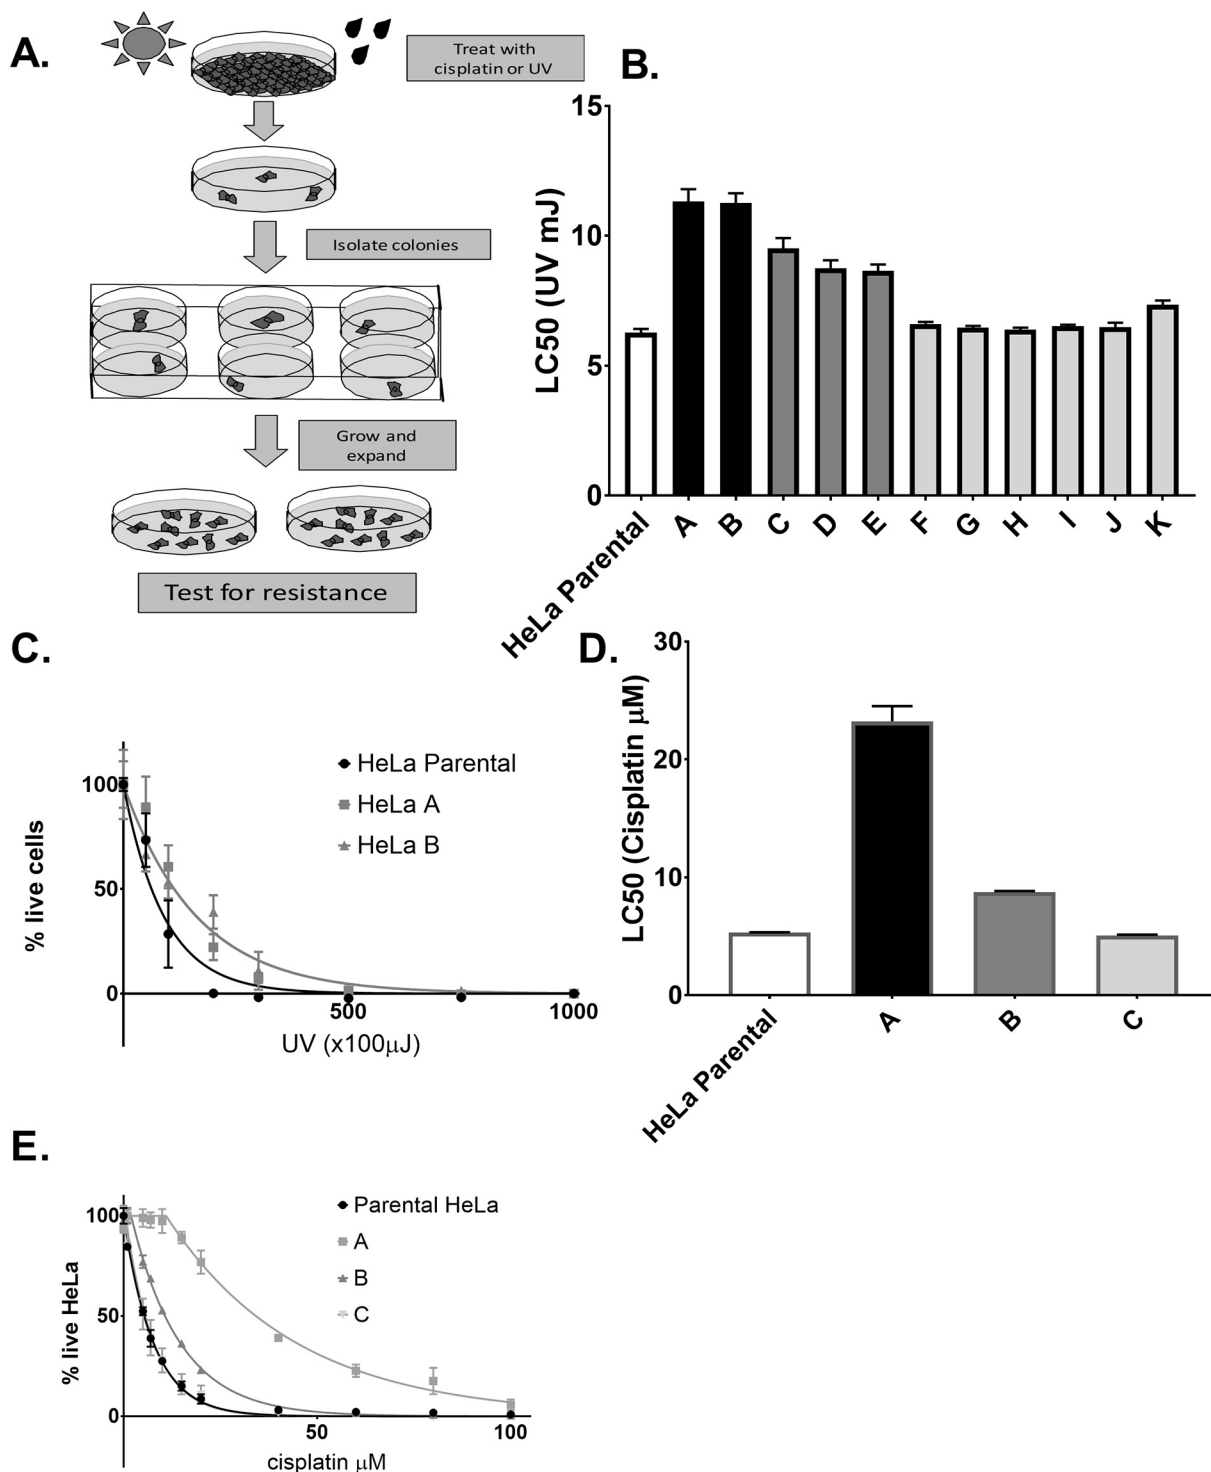 A.
Treat with
cisplatin or UV
Isolate colonies
Grow and
expand
Test for resistance
B.
LC50 (UV mJ)
15
10
5
0
HeLa Parental
A
B
C
D
E
F
G
H
I
J
K
C.
% live cells
100
50
0
500
1000
UV (x100µJ)
HeLa Parental
HeLa A
HeLa B
D.
LC50 (Cisplatin µM)
30
20
10
0
HeLa Parental
A
B
C
E.
% live HeLa
100
50
0
50
100
cisplatin µM
Parental HeLa
A
B
C